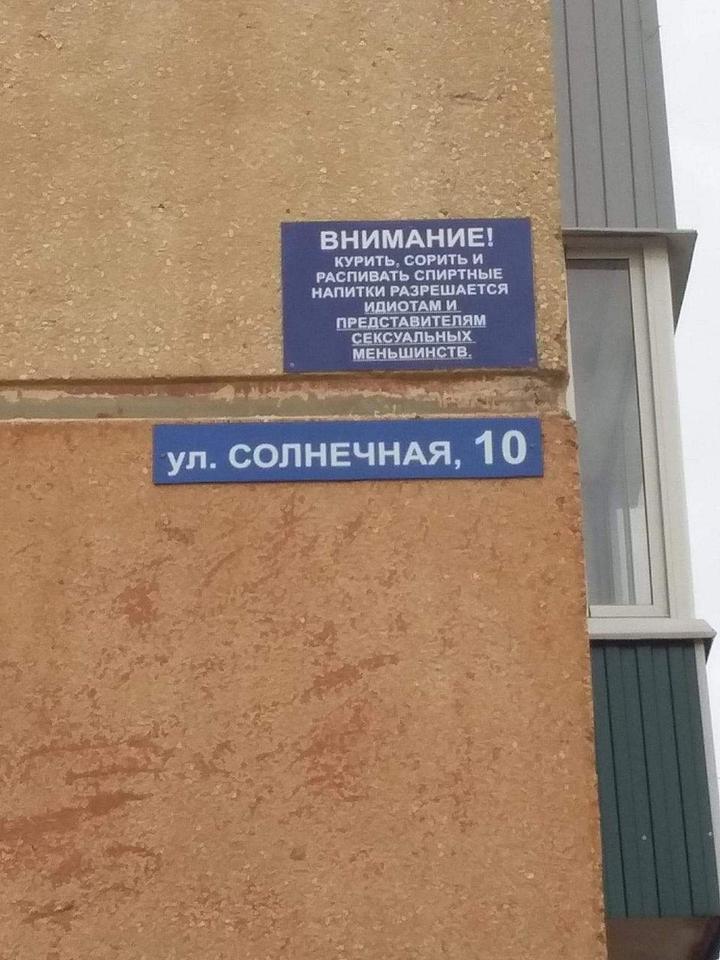 ВНИМАНИЕ!
КУРИТЬ, СОРИТЬ И
РАСПИВАТЬ СПИРТНЫЕ
НАПИТКИ РАЗРЕШАЕТСЯ
ИДИОТАМ И
ПРЕДСТАВИТЕЛЯМ
СЕКСУАЛЬНЫХ
МЕНЬШИНСТВ.
ул. СОЛНЕЧНАЯ, 10